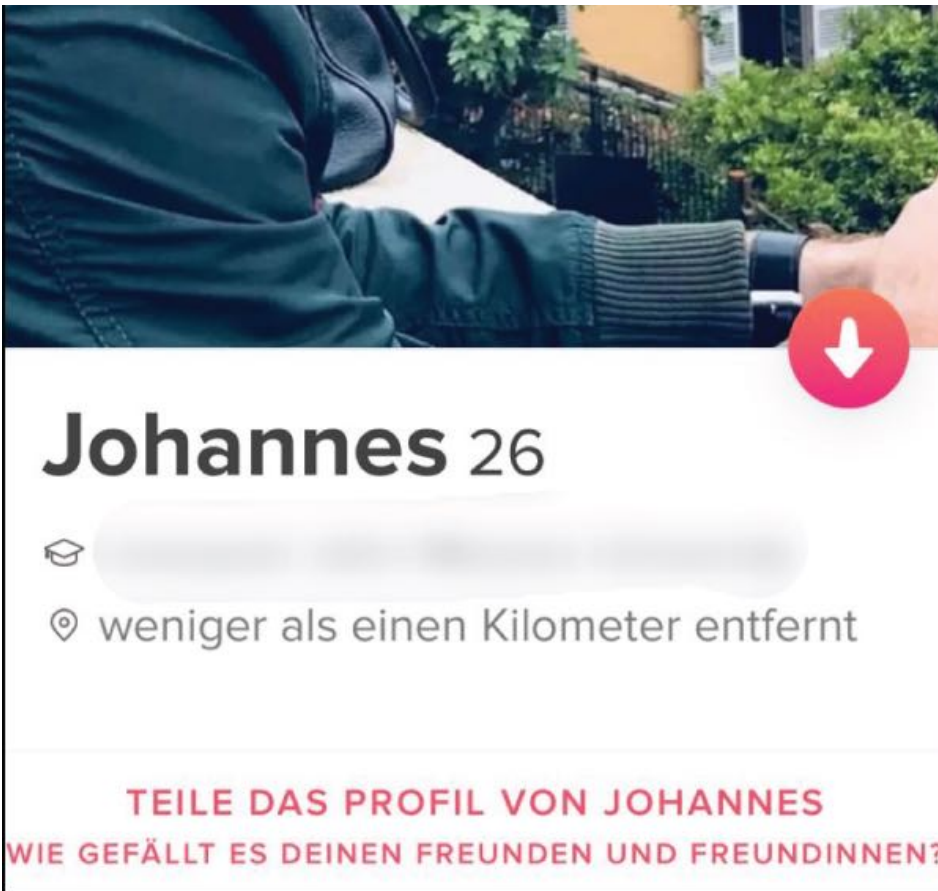 Johannes 26
weniger als einen Kilometer entfernt
TEILE DAS PROFIL VON JOHANNES
WIE GEFÄLLT ES DEINEN FREUNDEN UND FREUNDINNEN?